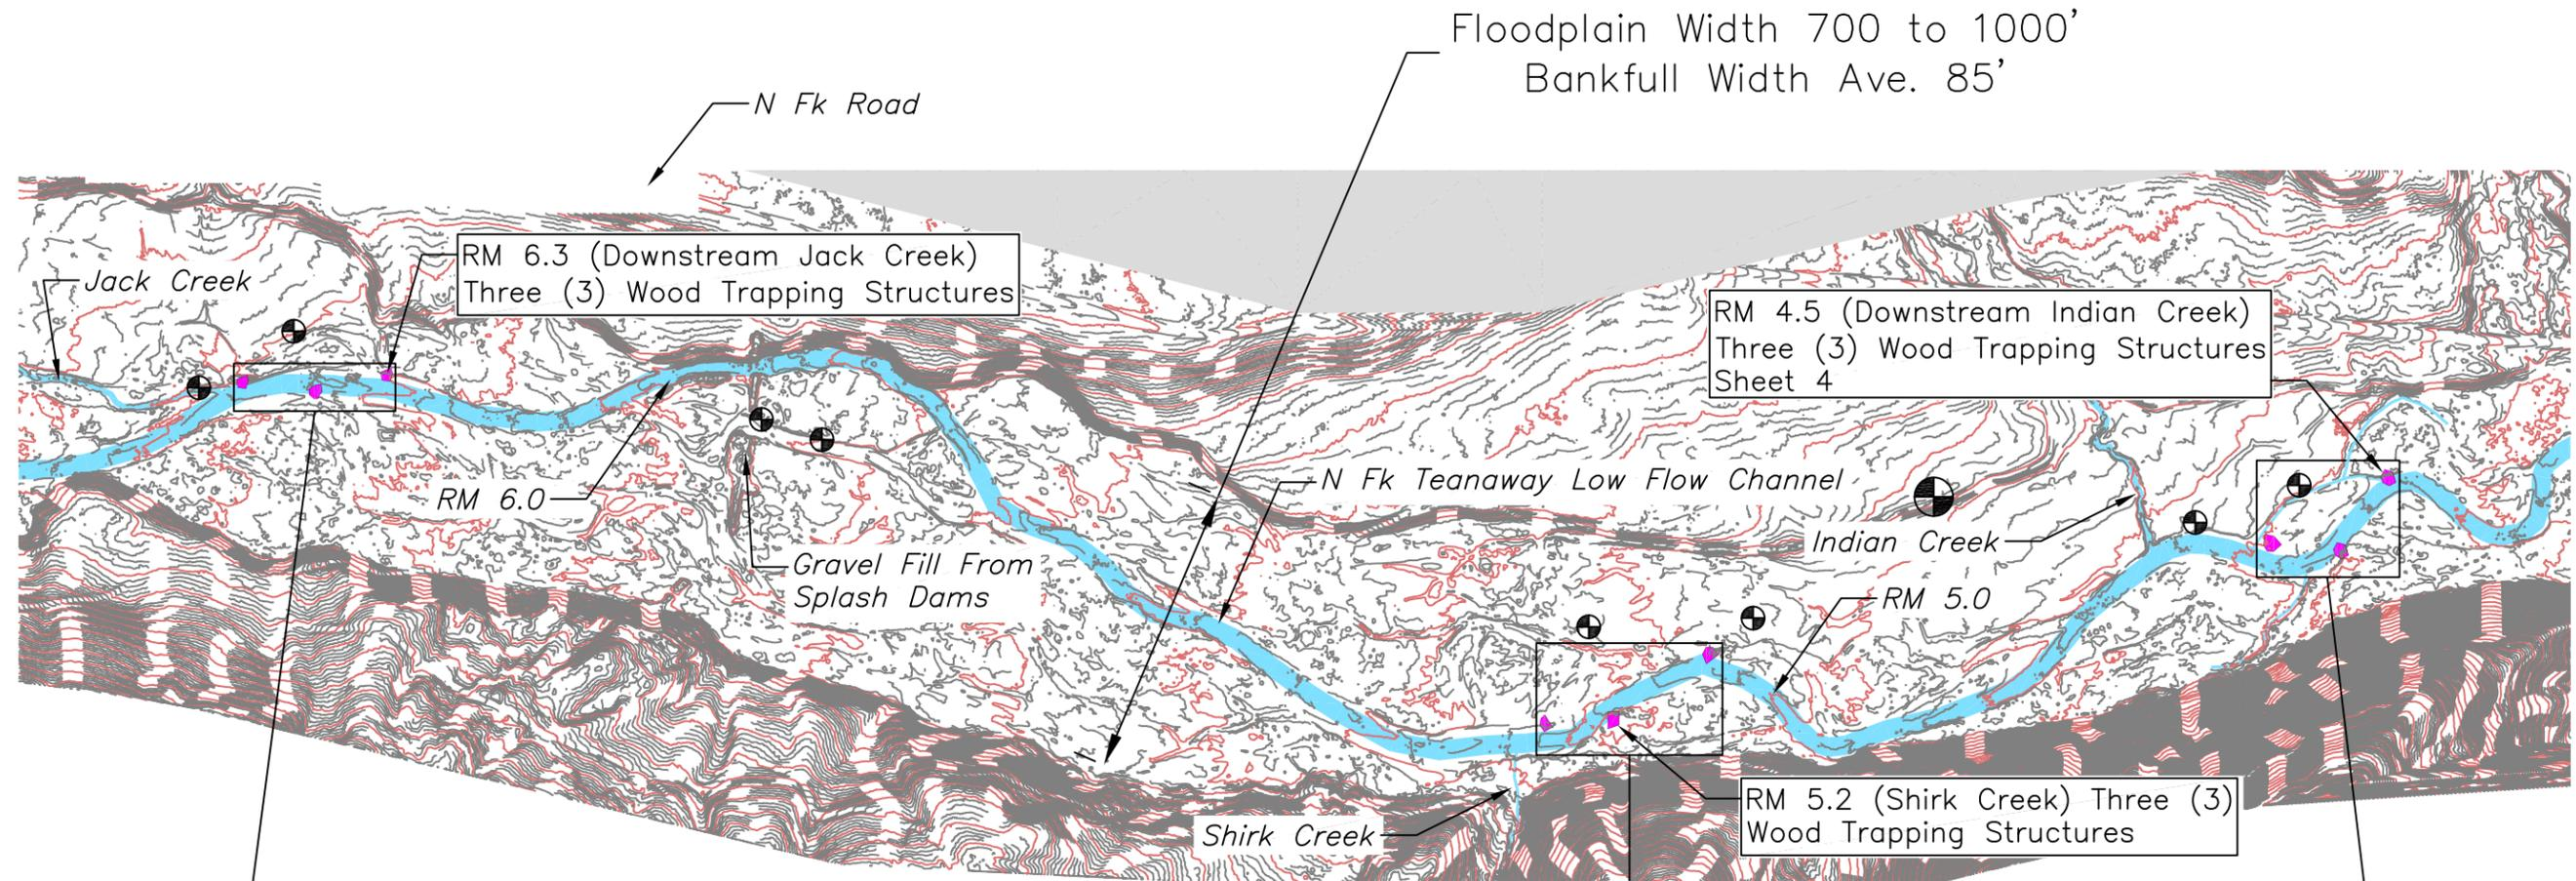 Floodplain Width 700 to 1000'
Bankfull Width Ave. 85'
N Fk Road
RM 6.3 (Downstream Jack Creek)
Three (3) Wood Trapping Structures
Jack Creek
RM 4.5 (Downstream Indian Creek)
Three (3) Wood Trapping Structures
Sheet 4
RM 6.0
N Fk Teanaway Low Flow Channel
Indian Creek
Gravel Fill From
Splash Dams
RM 5.0
RM 5.2 (Shirk Creek) Three (3)
Wood Trapping Structures
Shirk Creek